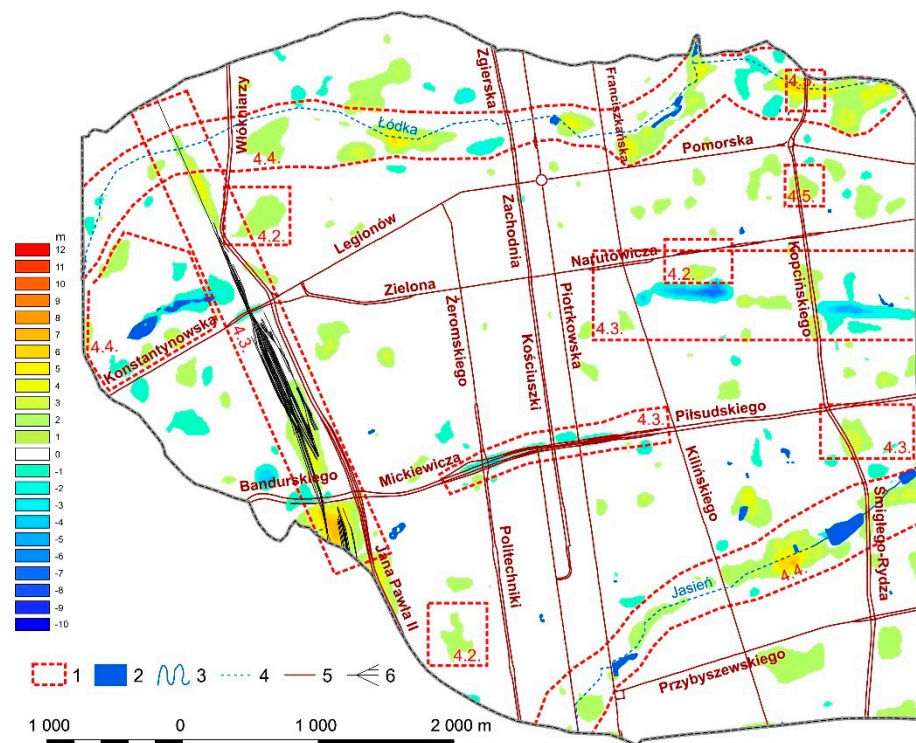 Włókniarzy
Zgierska
Franciszkańska
4.5.
Łódka
4.4.
Pomorska
4.2.
4.5.
Legionów
Zachodnia
Narutowicza
4.2.
Kopcińskiego
Zielona
Żeromskiego
Piotrkowska
4.3.
4.3.
4.4.
Konstantynowska
Kościuszki
Piłsudskiego
4.3.
4.3.
Mickiewicza
Bandurskiego
Kilińskiego
Śmigłego-Rydza
Politechniki
Jana Pawła II
4.4.
Jasień
4.2.
Przybyszewskiego
m
12
11
10
9
8
7
6
5
4
3
2
1
0
-1
-2
-3
-4
-5
-6
-7
-8
-9
-10
1 2 3 4 5 6
1 000 0 1 000 2 000 m